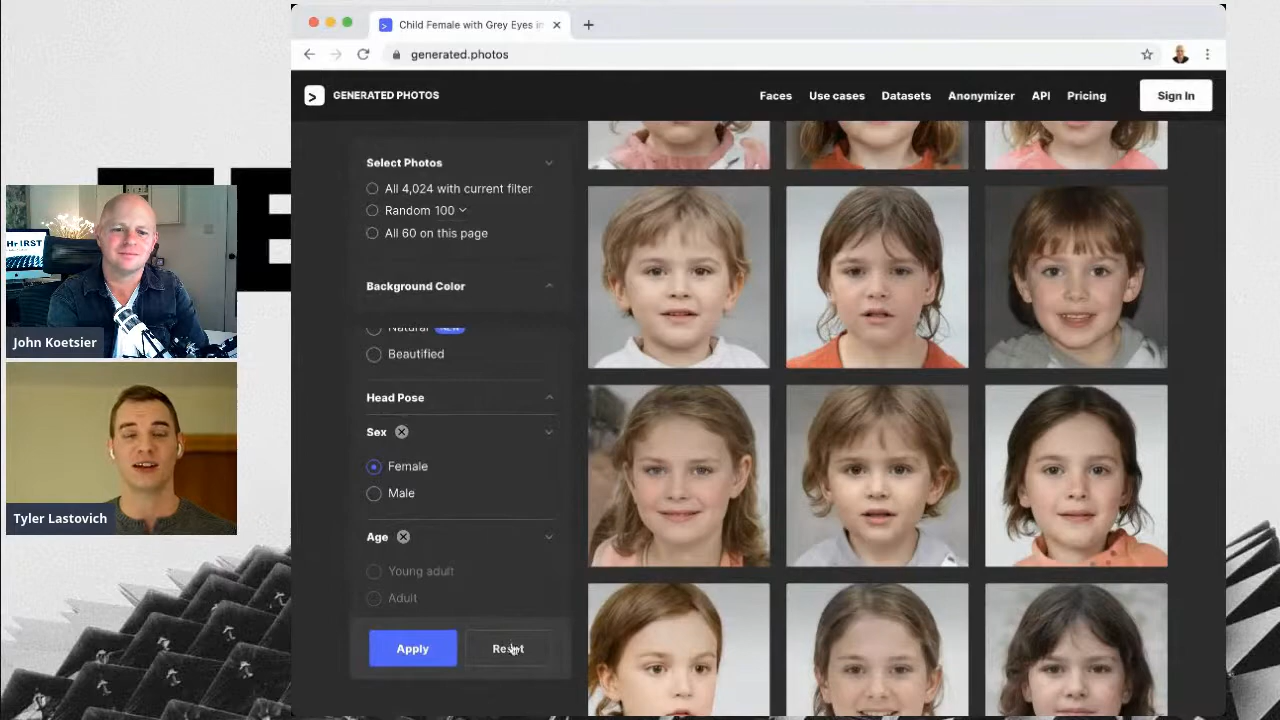 Child Female with Grey Eyes in
generated.photos
GENERATED PHOTOS
Faces
Use cases
Datasets
Anonymizer
API
Pricing
Sign In
Select Photos
All 4,024 with current filter
Random 100
All 60 on this page
Background Color
Natural NEW
Beautified
Head Pose
Sex
Female
Male
Age
Young adult
Adult
Apply
Reset
John Koetsier
Tyler Lastovich